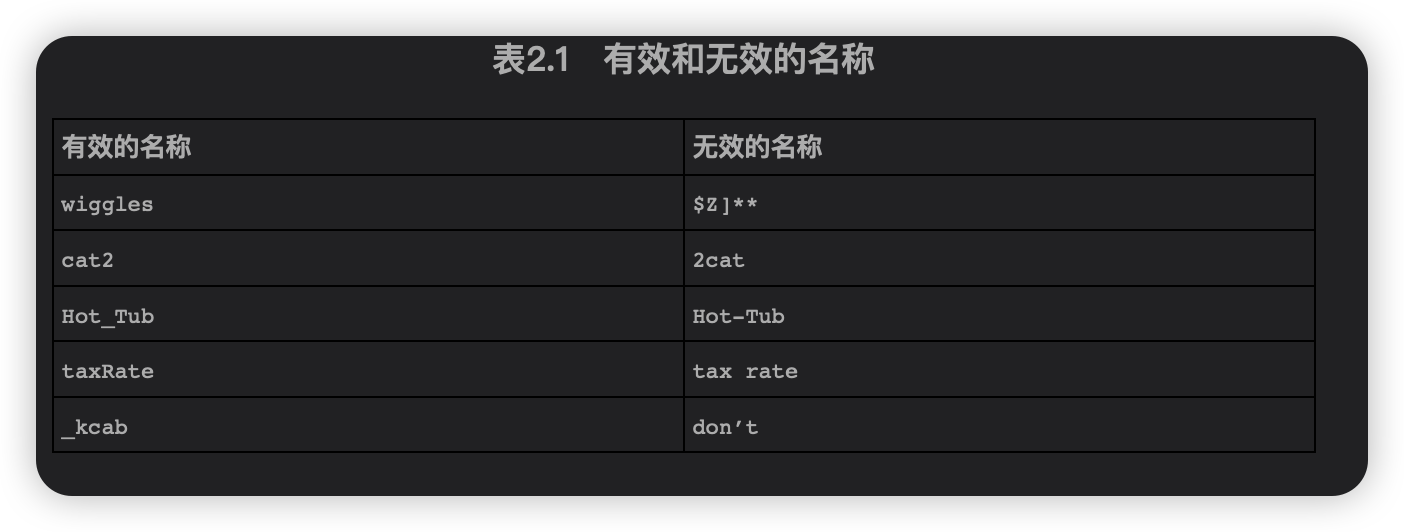 表2.1 有效和无效的名称
有效的名称 无效的名称
wiggles $Z]**
cat2 2cat
Hot_Tub Hot-Tub
taxRate tax rate
_kcab don’t